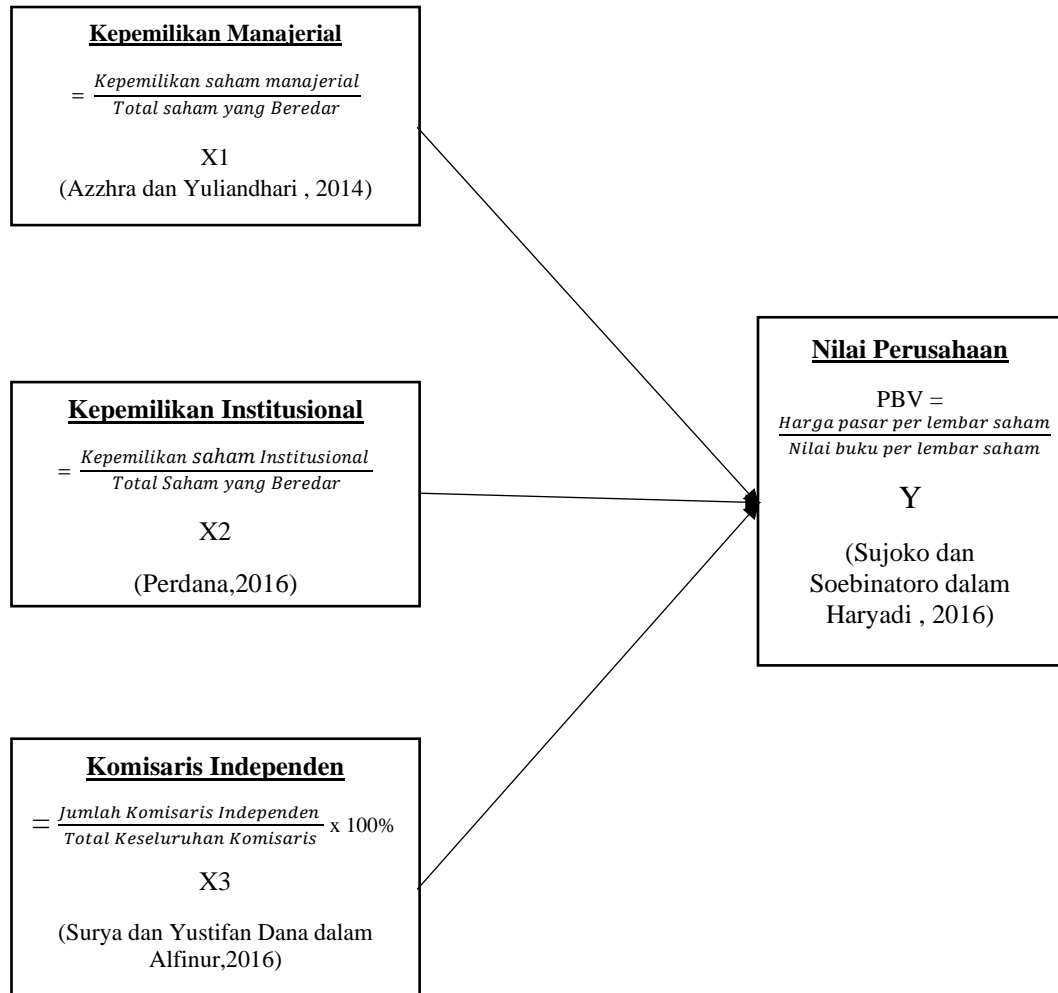 Kepemilikan Manajerial
= Kepemilikan saham manajerial
Total saham yang Beredar
X1
(Azzhra dan Yuliandhari , 2014)
Kepemilikan Institusional
= Kepemilikan saham Institusional
Total Saham yang Beredar
X2
(Perdana,2016)
Komisaris Independen
= Jumlah Komisaris Independen x 100%
Total Keseluruhan Komisaris
X3
(Surya dan Yustifan Dana dalam
Alfinur,2016)
Nilai Perusahaan
PBV =
Harga pasar per lembar saham
Nilai buku per lembar saham
Y
(Sujoko dan
Soebinatoro dalam
Haryadi , 2016)